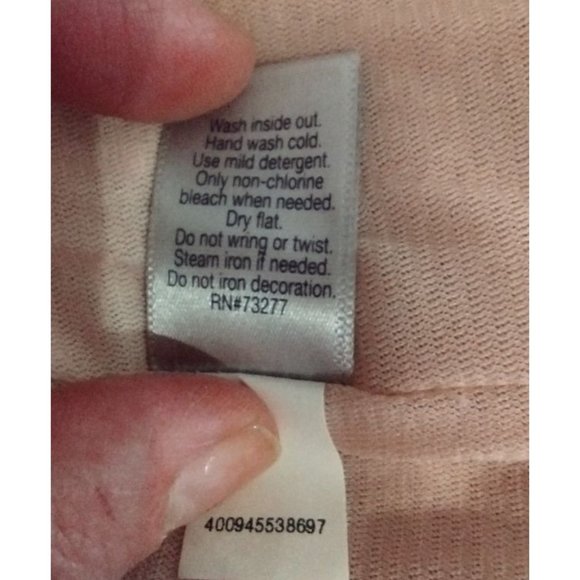 Wash inside out.
Hand wash cold.
Use mild detergent.
Only non-chlorine
bleach when needed.
Dry flat.
Do not wring or twist.
Steam iron if needed.
Do not iron decoration.
RN#73277
400945538697